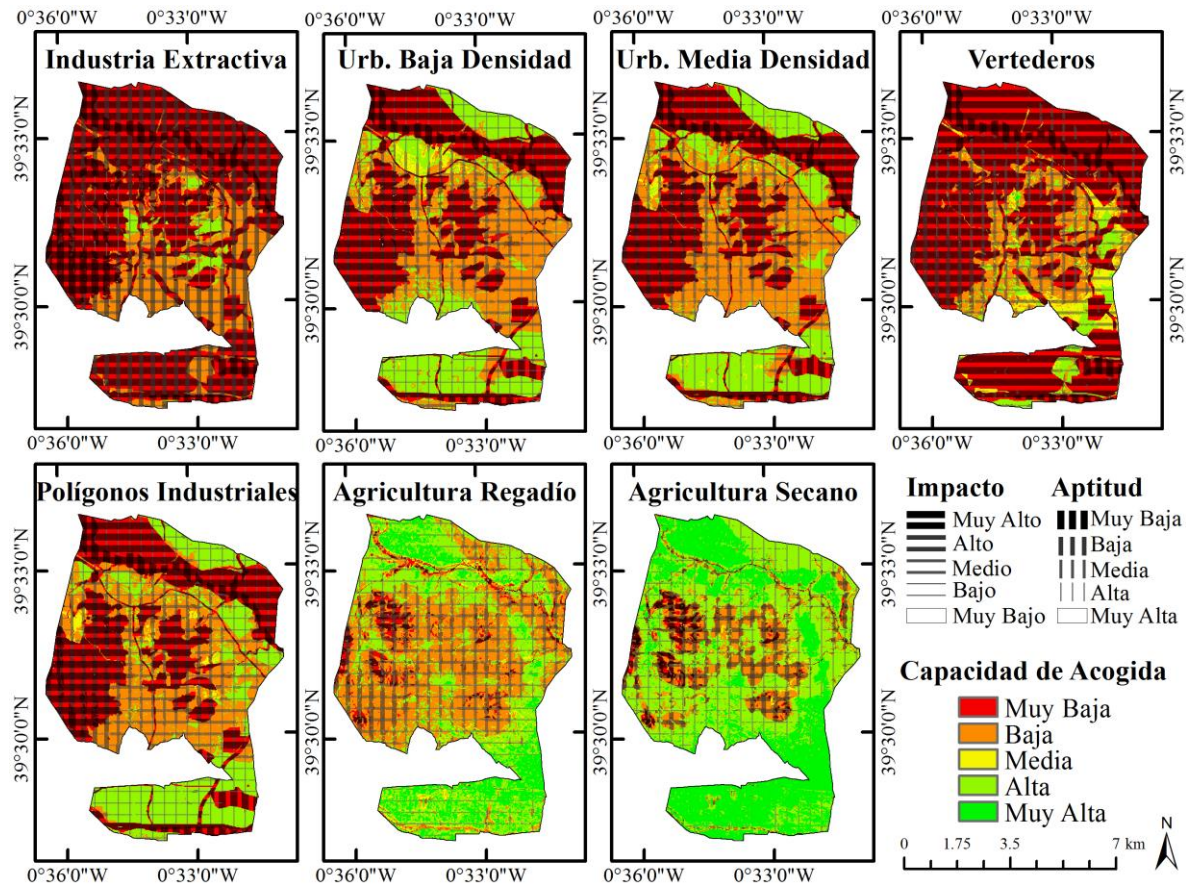 0°36'0"W 0°33'0"W 0°36'0"W 0°33'0"W 0°36'0"W 0°33'0"W 0°36'0"W 0°33'0"W
Industria Extractiva
Urb. Baja Densidad
Urb. Media Densidad
Vertederos
39°33'0"N
39°30'0"N
39°33'0"N
39°30'0"N
0°36'0"W 0°33'0"W 0°36'0"W 0°33'0"W 0°36'0"W 0°33'0"W 0°36'0"W 0°33'0"W
Polígonos Industriales
Agricultura Regadío
Agricultura Secano
39°33'0"N
39°30'0"N
39°33'0"N
39°30'0"N
0°36'0"W 0°33'0"W 0°36'0"W 0°33'0"W 0°36'0"W 0°33'0"W
Impacto Aptitud
Muy Alto Muy Baja
Alto Baja
Medio Media
Bajo Alta
Muy Bajo Muy Alta
Capacidad de Acogida
Muy Baja
Baja
Media
Alta
Muy Alta
0 1.75 3.5 7 km
N